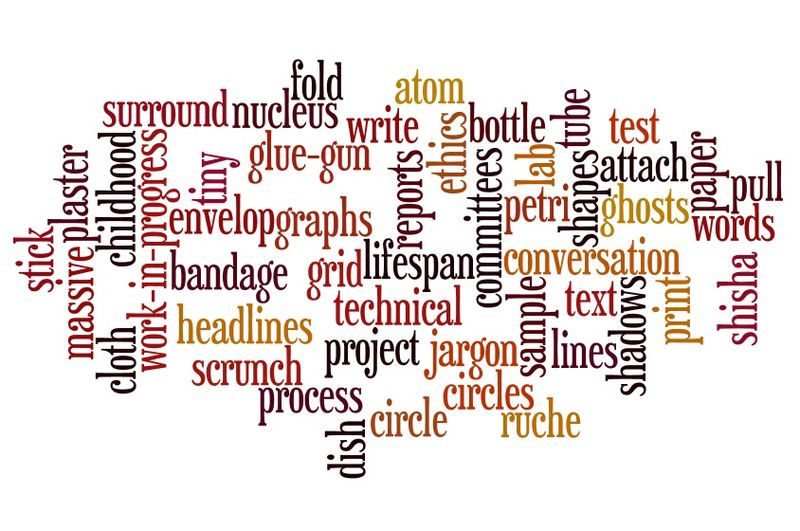 fold
atom
surround
nucleus
write
bottle
tube
test
glue-gun
ethics
lab
attach
paper
pull
plaster
childhood
work-in-progress
tiny
reports
committees
petri
shapes
ghosts
words
envelop
graphs
stick
massive
bandage
grid
lifespan
conversation
shisha
technical
sample
text
shadows
print
headlines
cloth
project
jargon
lines
scrunch
process
circles
circle
ruche
dish